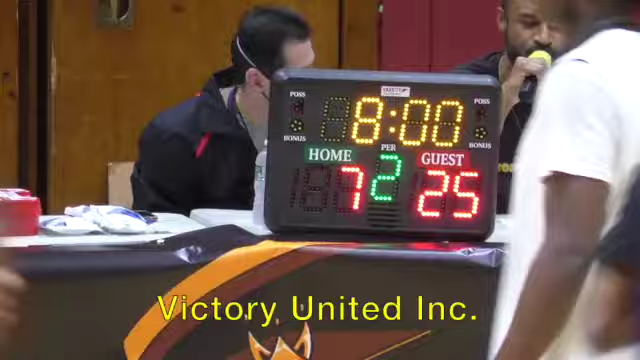 POSS
8:00
POSS
BONUS
BONUS
HOME
PER
GUEST
7
2
25
Victory United Inc.